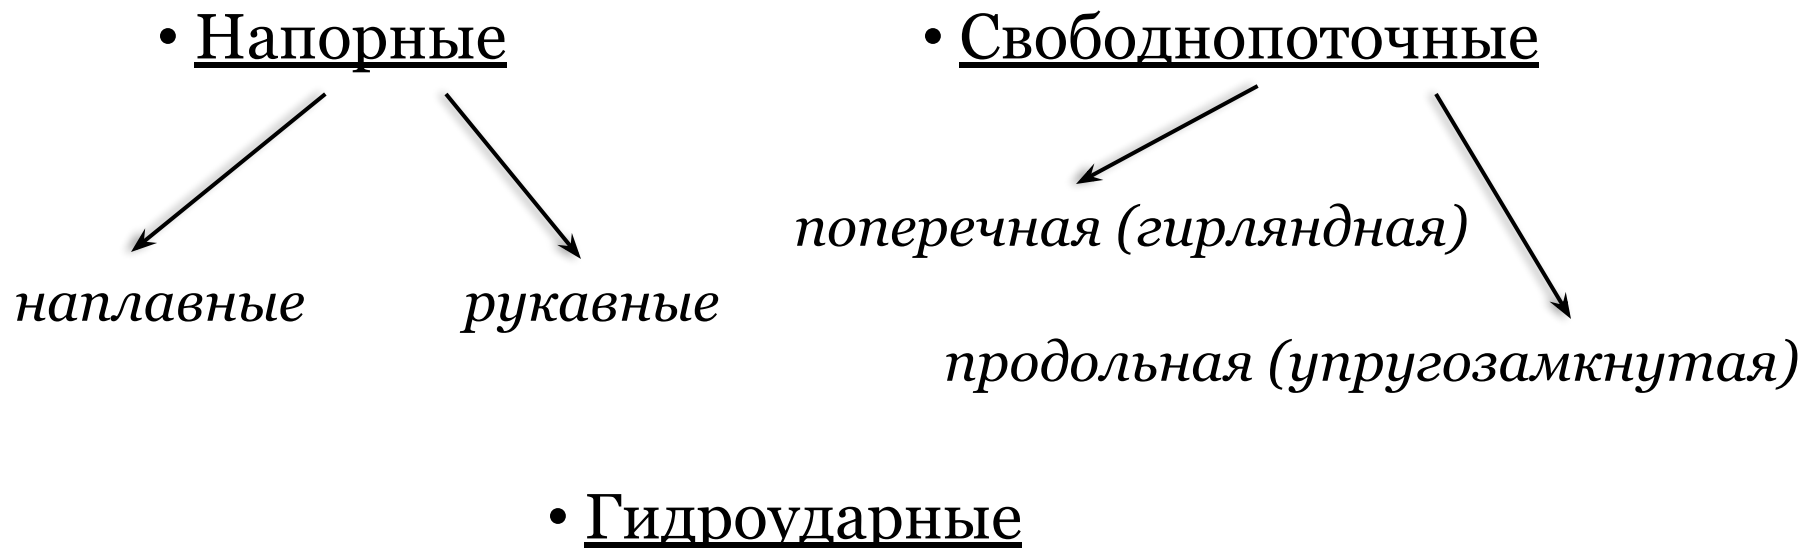 • Напорные
• Свободнопоточные
поперечная (гирляндная)
наплавные
рукавные
продольная (упругозамкнутая)
• Гидроударные